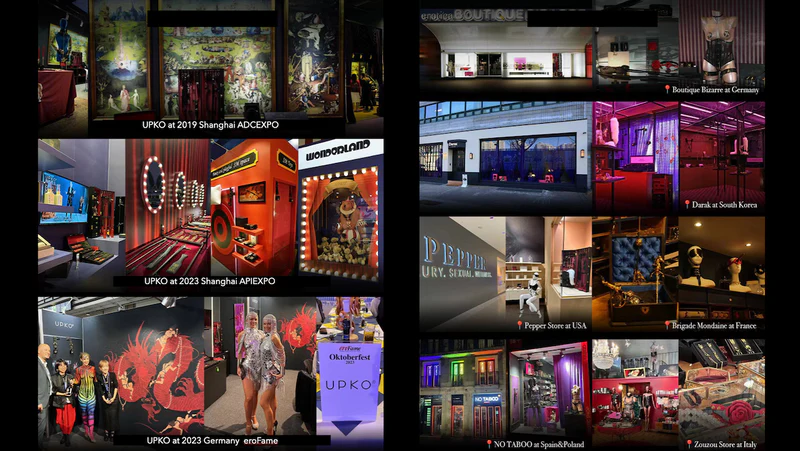 UPKO at 2019 Shanghai ADCEXPO
WONDERLAND
UPKO at 2023 Shanghai APIEXPO
UPKO
eroFame
Oktoberfest
2023
UPKO
UPKO at 2023 Germany eroFame
BOUTIQUE
Boutique Bizarre at Germany
Darak at South Korea
PEPPER
URY. SEXUAL.
Pepper Store at USA
Brigade Mondaine at France
NO TABOO
NO TABOO at Spain&Poland
Zouzou Store at Italy